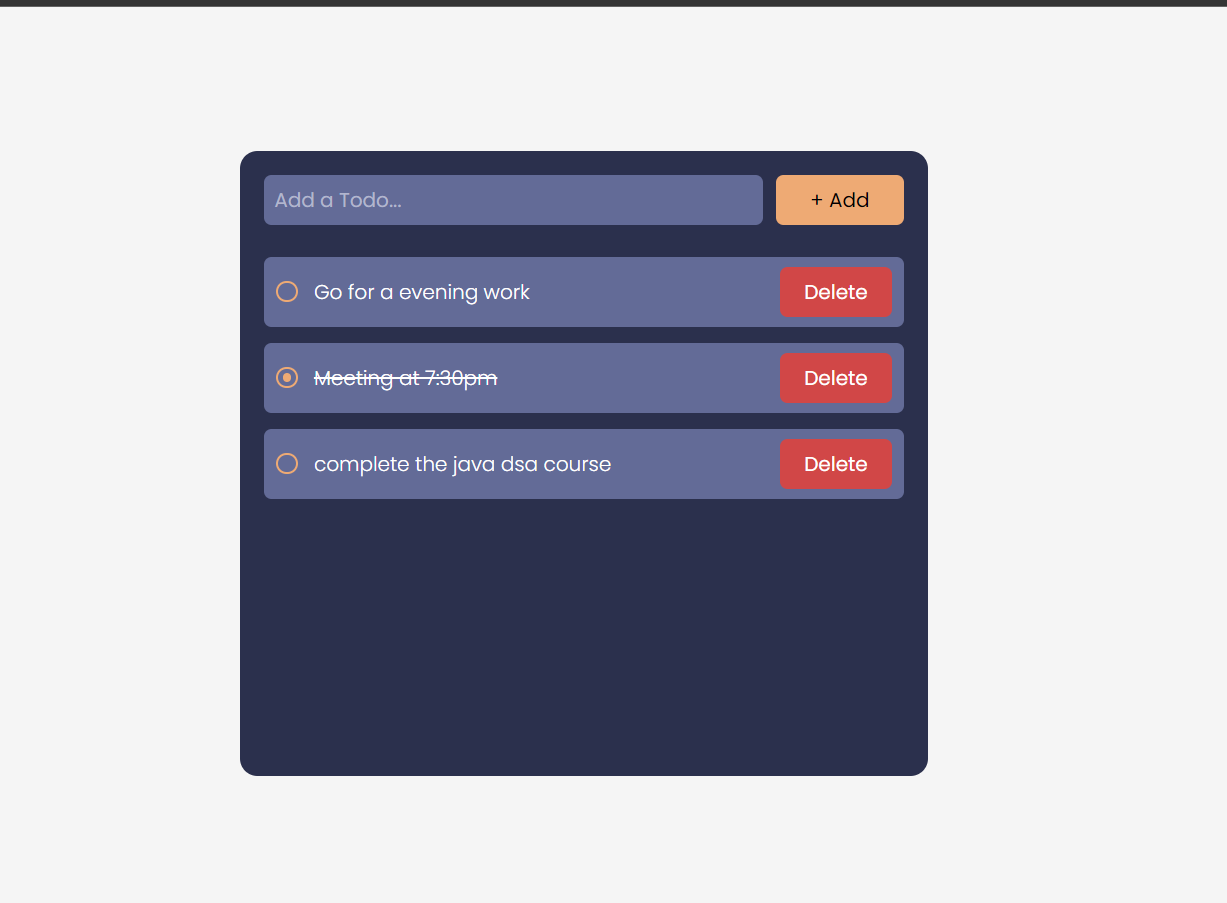 Add a Todo...
+ Add
Go for a evening work
Delete
Meeting at 7:30pm
Delete
complete the java dsa course
Delete